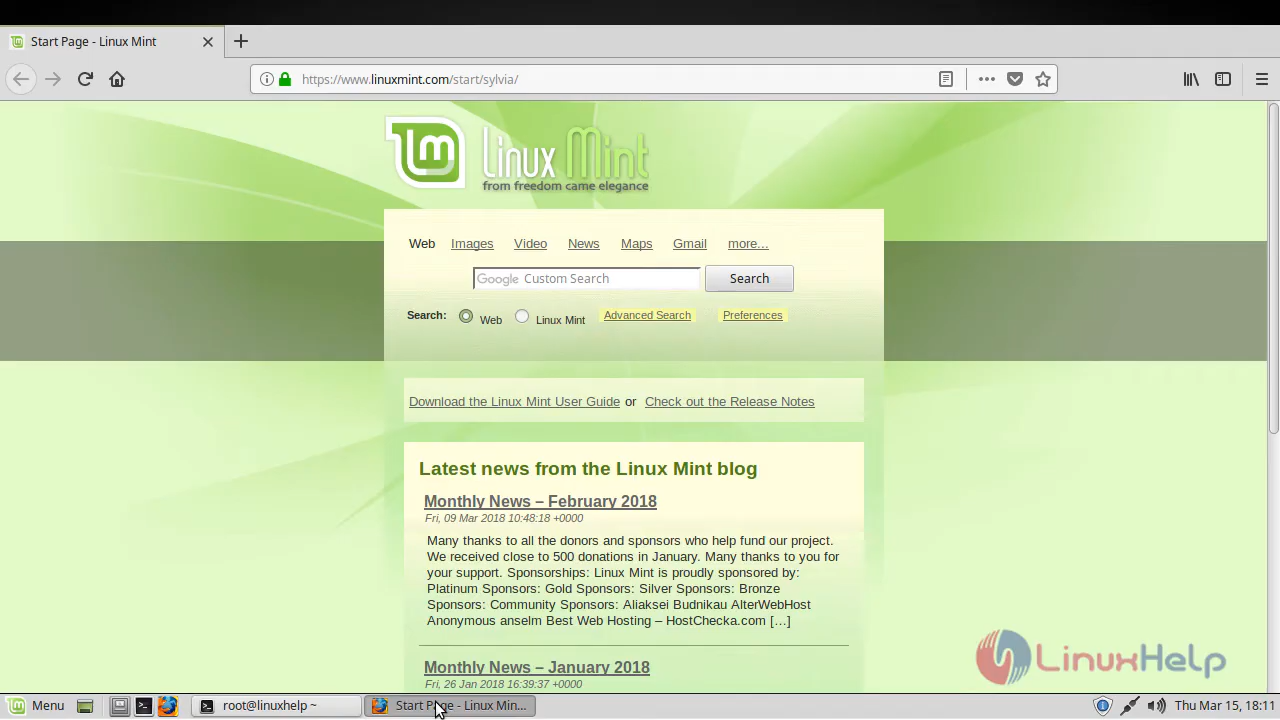 Start Page - Linux Mint
https://www.linuxmint.com/start/sylvia/
Linux Mint
from freedom came elegance
Web Images Video News Maps Gmail more...
Google Custom Search Search
Search: Web Linux Mint Advanced Search Preferences
Download the Linux Mint User Guide or Check out the Release Notes
Latest news from the Linux Mint blog
Monthly News – February 2018
Fri, 09 Mar 2018 10:48:18 +0000
Many thanks to all the donors and sponsors who help fund our project.
We received close to 500 donations in January. Many thanks to you for
your support. Sponsorships: Linux Mint is proudly sponsored by:
Platinum Sponsors: Gold Sponsors: Silver Sponsors: Bronze
Sponsors: Community Sponsors: Aliaksei Budnikau AlterWebHost
Anonymous anselm Best Web Hosting – HostChecka.com […]
Monthly News – January 2018
Fri, 26 Jan 2018 16:39:37 +0000
LinuxHelp
Menu root@linuxhelp ~ Start Page - Linux Min... Thu Mar 15, 18:11